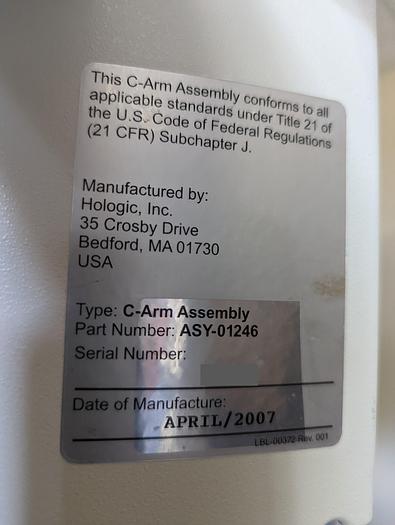 This C-Arm Assembly conforms to all
applicable standards under Title 21 of
the U.S. Code of Federal Regulations
(21 CFR) Subchapter J.
Manufactured by:
Hologic, Inc.
35 Crosby Drive
Bedford, MA 01730
USA
Type: C-Arm Assembly
Part Number: ASY-01246
Serial Number:
Date of Manufacture:
APRIL/2007
LBL-00372 Rev. 001